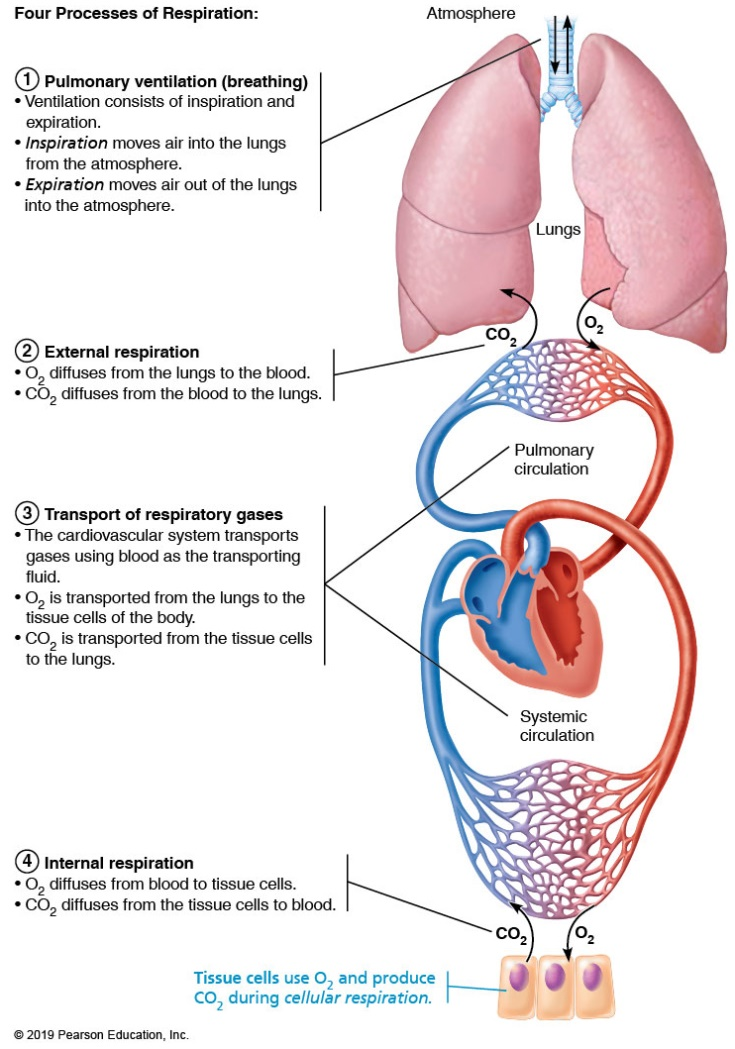 Four Processes of Respiration:
Atmosphere
1 Pulmonary ventilation (breathing)
• Ventilation consists of inspiration and
expiration.
• Inspiration moves air into the lungs
from the atmosphere.
• Expiration moves air out of the lungs
into the atmosphere.
Lungs
CO₂
O₂
2 External respiration
• O₂ diffuses from the lungs to the blood.
• CO₂ diffuses from the blood to the lungs.
Pulmonary
circulation
3 Transport of respiratory gases
• The cardiovascular system transports
gases using blood as the transporting
fluid.
• O₂ is transported from the lungs to the
tissue cells of the body.
• CO₂ is transported from the tissue cells
to the lungs.
Systemic
circulation
4 Internal respiration
• O₂ diffuses from blood to tissue cells.
• CO₂ diffuses from the tissue cells to blood.
CO₂
O₂
Tissue cells use O₂ and produce
CO₂ during cellular respiration.
© 2019 Pearson Education, Inc.